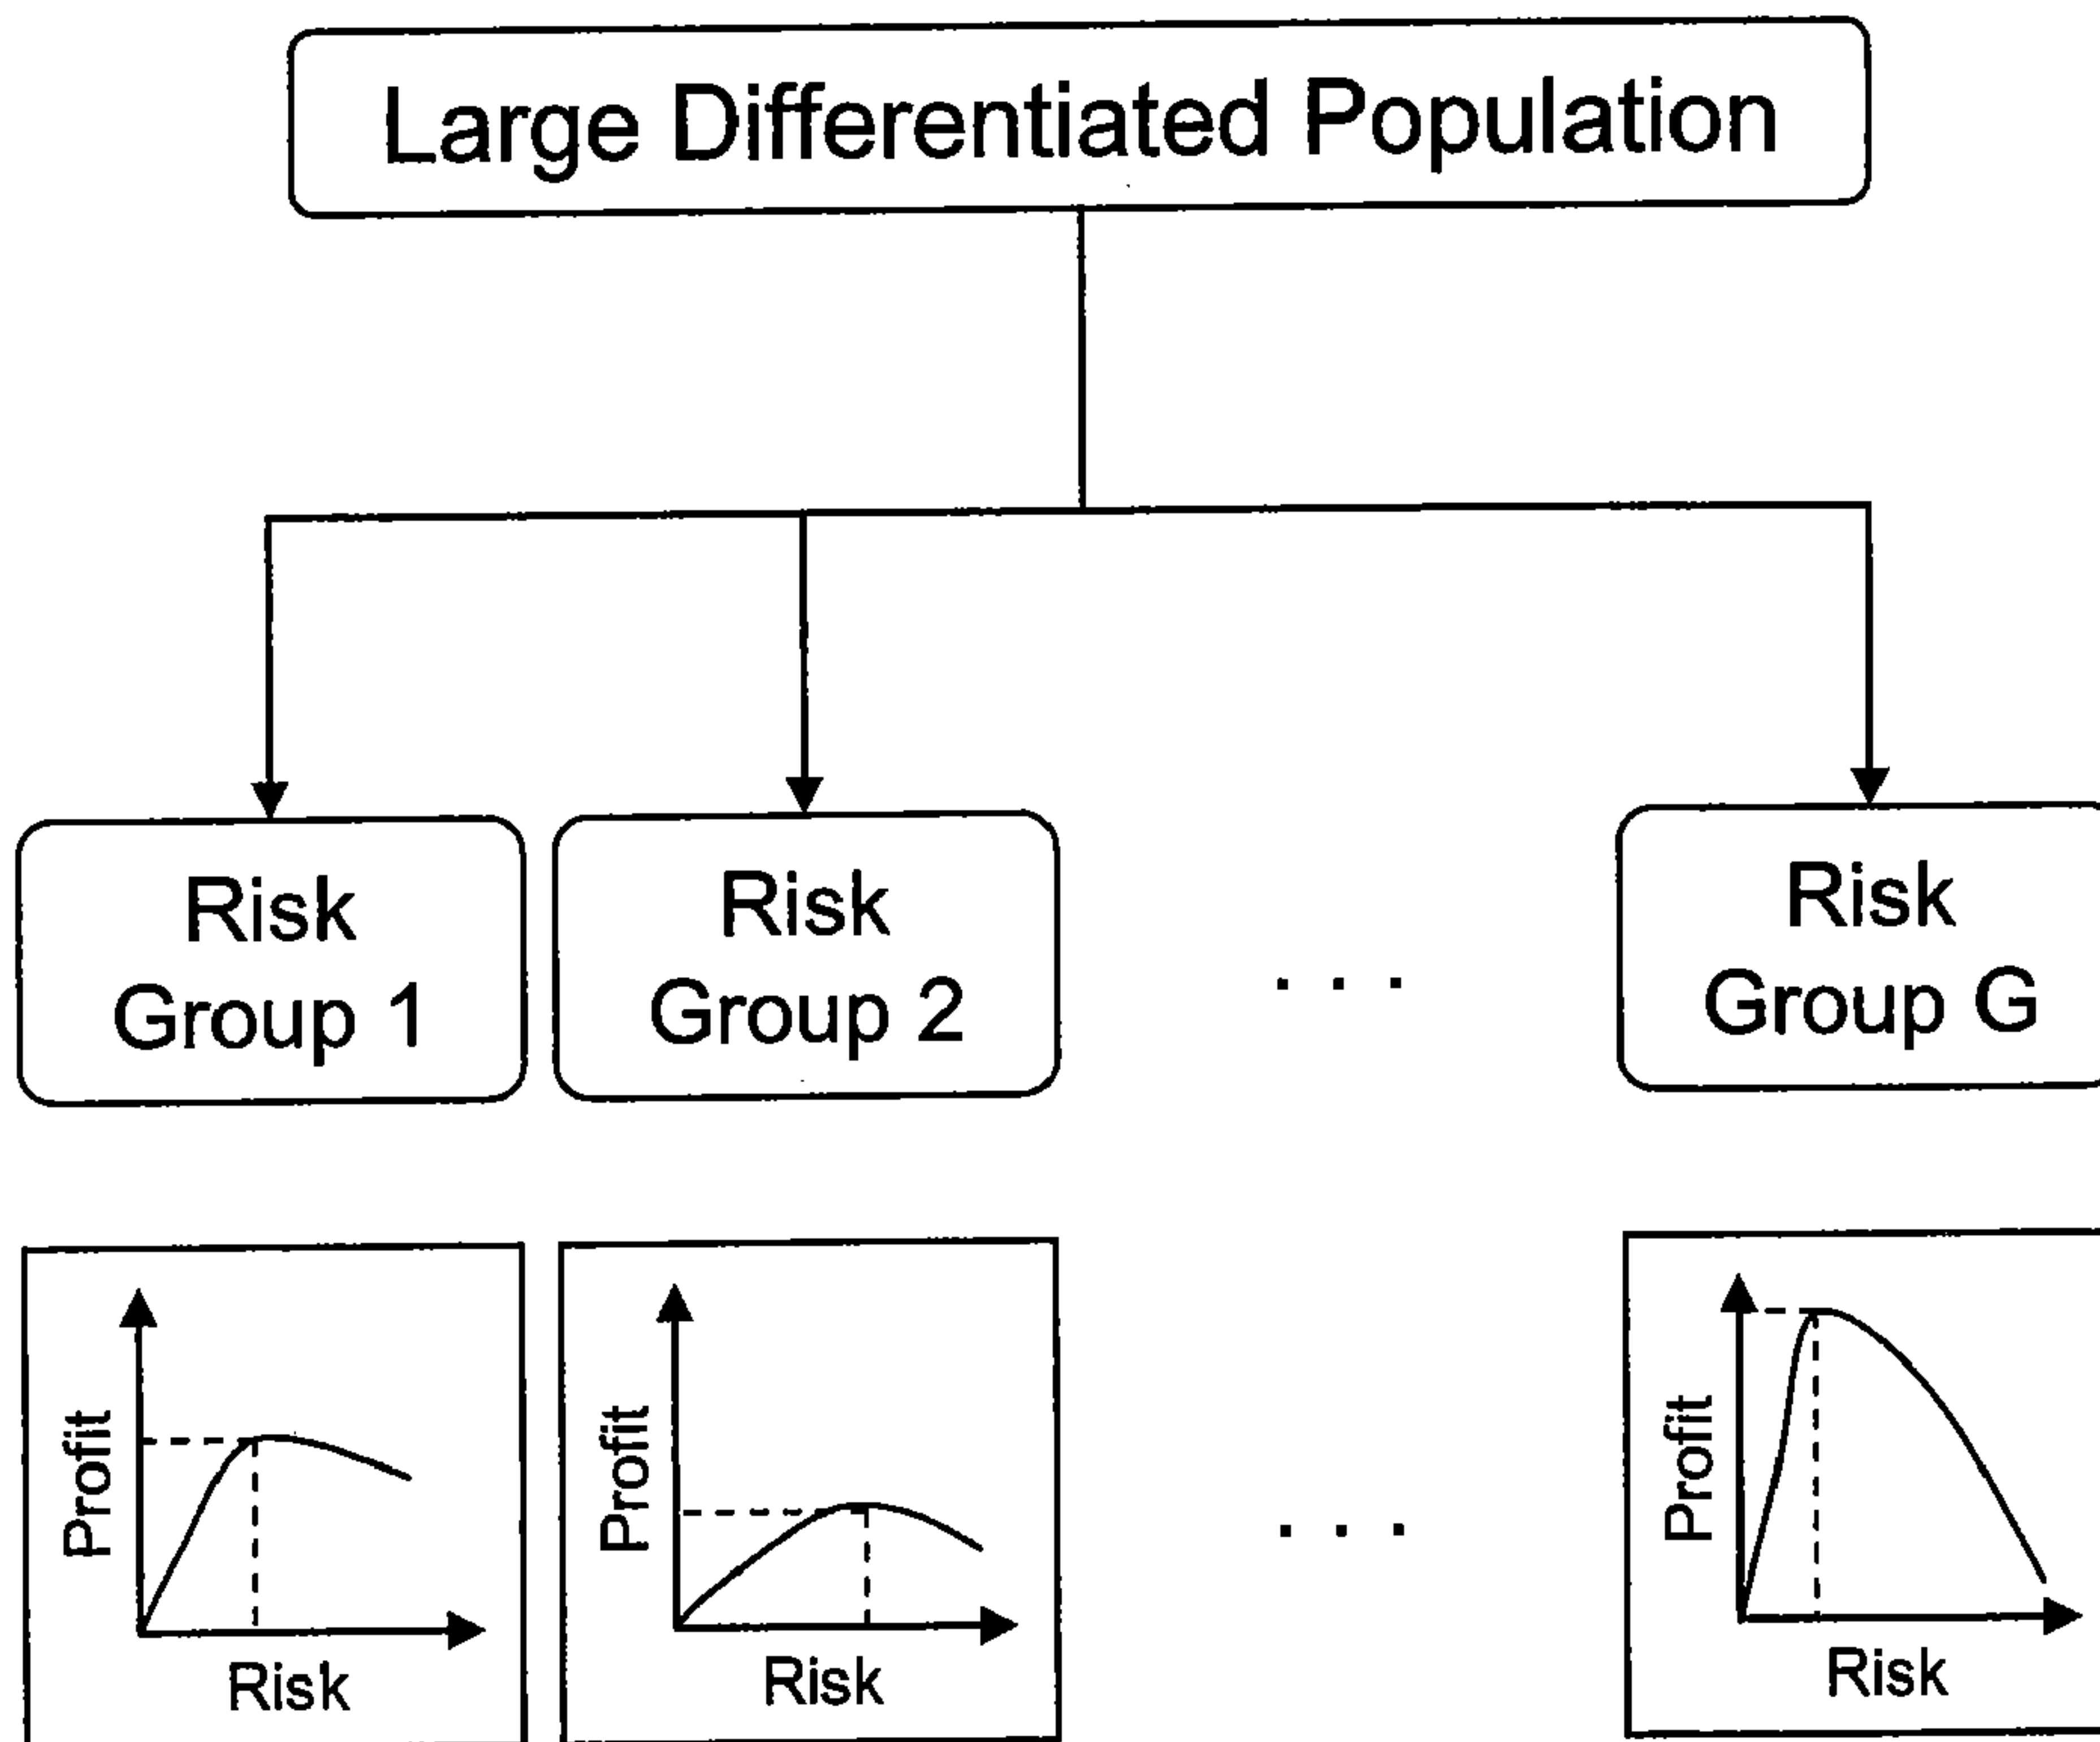 Large Differentiated Population
Risk
Group 1
Risk
Group 2
. . .
Risk
Group G
Profit
Risk
Profit
Risk
. . .
Profit
Risk